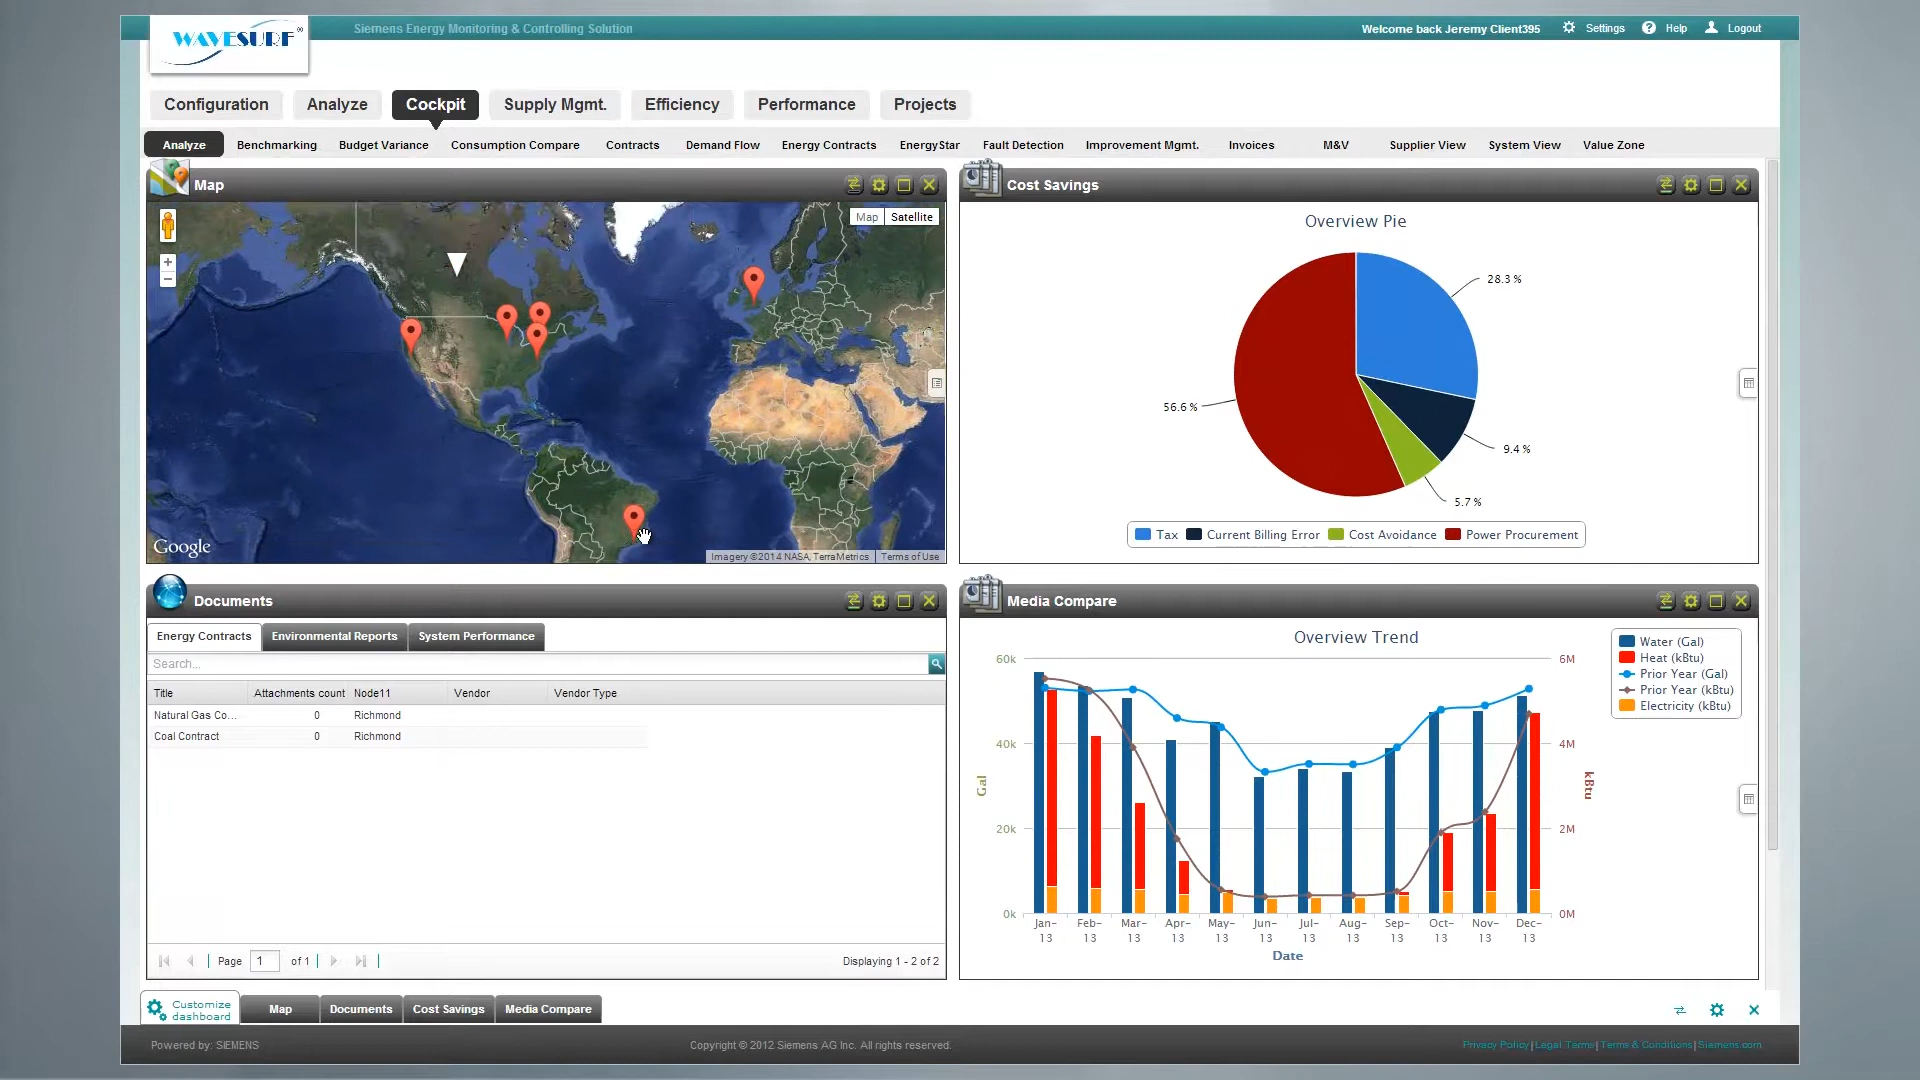 WAVESURF®
Siemens Energy Monitoring & Controlling Solution
Welcome back Jeremy Client395 Settings Help Logout
Configuration Analyze Cockpit Supply Mgmt. Efficiency Performance Projects
Analyze Benchmarking Budget Variance Consumption Compare Contracts Demand Flow Energy Contracts EnergyStar Fault Detection Improvement Mgmt. Invoices M&V Supplier View System View Value Zone
Map
Map Satellite
Google
Imagery ©2014 NASA, TerraMetrics Terms of Use
Cost Savings
Overview Pie
28.3 %
56.6 %
9.4 %
5.7 %
Tax Current Billing Error Cost Avoidance Power Procurement
Documents
Energy Contracts Environmental Reports System Performance
Search...
Title Attachments count Node11 Vendor Vendor Type
Natural Gas Co... 0 Richmond
Coal Contract 0 Richmond
Page 1 of 1
Displaying 1 - 2 of 2
Media Compare
Overview Trend
Water (Gal)
Heat (kBtu)
Prior Year (Gal)
Prior Year (kBtu)
Electricity (kBtu)
60k 6M
40k 4M
Gal kBtu
20k 2M
0k 0M
Jan- Feb- Mar- Apr- May- Jun- Jul- Aug- Sep- Oct- Nov- Dec-
13 13 13 13 13 13 13 13 13 13 13 13
Date
Customize
dashboard
Map Documents Cost Savings Media Compare
Powered by: SIEMENS
Copyright © 2012 Siemens AG Inc. All rights reserved.
Privacy Policy | Legal Terms | Terms & Conditions | Siemens.com